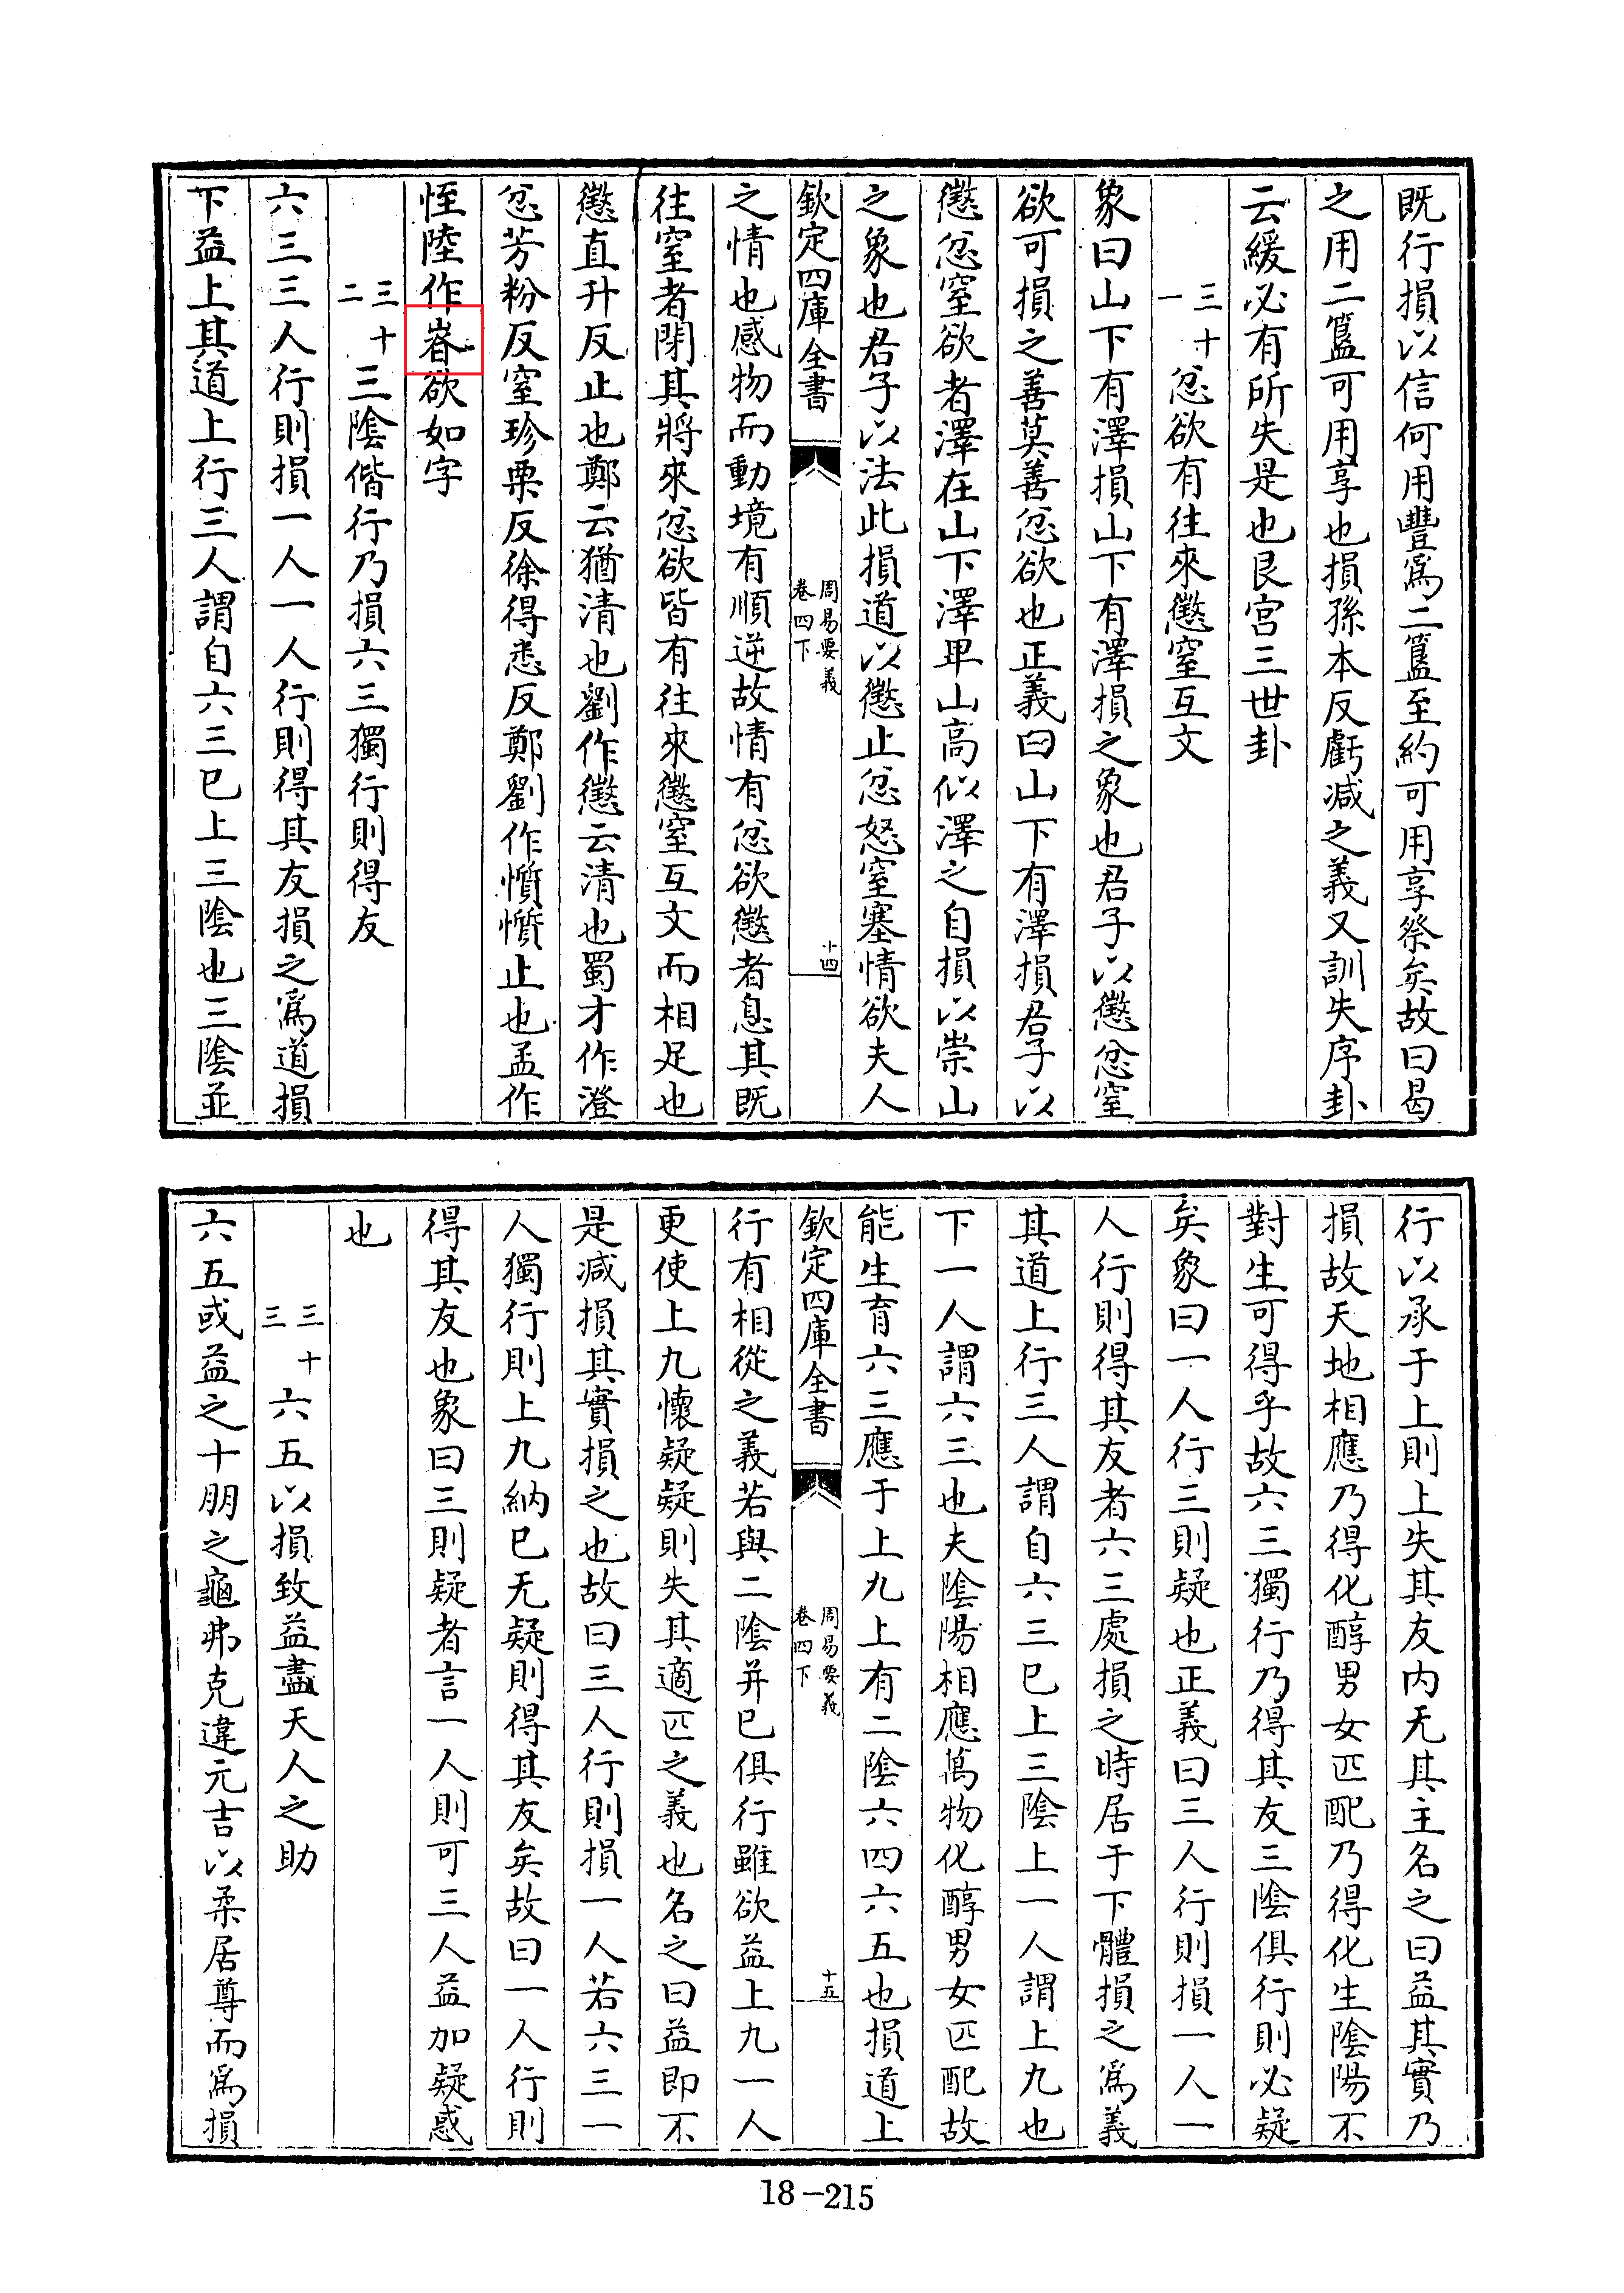 既行損以信何用豐爲二簋至約可用享祭矣故曰曷
之用二簋可用享也損孫本反虧減之義又訓失序卦
云緩必有所失是也艮宫三世卦
三十一 忿欲有往來懲窒互文
象曰山下有澤損山下有澤損之象也君子以懲忿窒
欲可損之善莫善忿欲也正義曰山下有澤損君子以
懲忿窒欲者澤在山下澤卑山高似澤之自損以崇山
之象也君子以法此損道以懲止忿怒窒塞情欲夫人
欽定四庫全書 周易要義 卷四下 十四
之情也感物而動境有順逆故情有忿欲懲者息其既
往窒者閉其將來忿欲皆有往來懲窒互文而相足也
懲直升反止也鄭云猶清也劉作懲云清也蜀才作澄
忿芳粉反窒珍栗反徐得悉反鄭劉作懫懫止也孟作
恎陸作欲如字
三十二 三陰偕行乃損六三獨行則得友
六三三人行則損一人一人行則得其友損之爲道損
下益上其道上行三人謂自六三已上三陰也三陰並
行以承于上則上失其友内无其主名之曰益其實乃
損故天地相應乃得化醇男女匹配乃得化生陰陽不
對生可得乎故六三獨行乃得其友三陰俱行則必疑
矣象曰一人行三則疑也正義曰三人行則損一人一
人行則得其友者六三處損之時居于下體損之爲義
其道上行三人謂自六三巳上三陰上一人謂上九也
下一人謂六三也夫陰陽相應萬物化醇男女匹配故
能生育六三應于上九上有二陰六四六五也損道上
欽定四庫全書 周易要義 卷四下 十五
行有相從之義若與二陰并已俱行雖欲益上九一人
更使上九懷疑疑則失其適匹之義也名之曰益即不
是減損其實損之也故曰三人行則損一人若六三一
人獨行則上九納巳无疑則得其友矣故曰一人行則
得其友也象曰三則疑者言一人則可三人益加疑惑
也
三十三 六五以損致益盡天人之助
六五或益之十朋之龜弗克違元吉以柔居尊而爲損
18-215